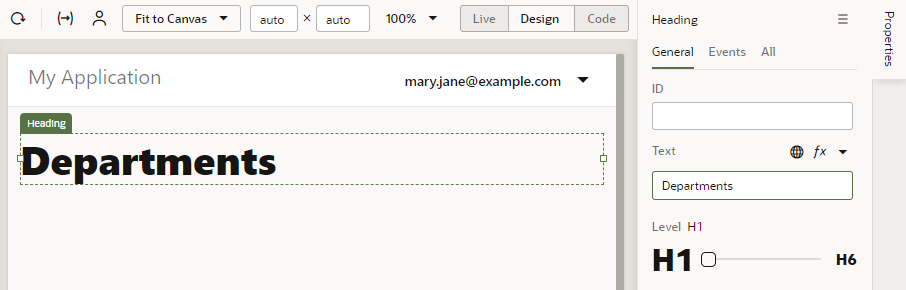 Fit to Canvas auto × auto 100% Live Design Code
My Application
mary.jane@example.com
Heading
Departments
Heading
General Events All
ID
Text fx
Departments
Level H1
H1 H6
Properties